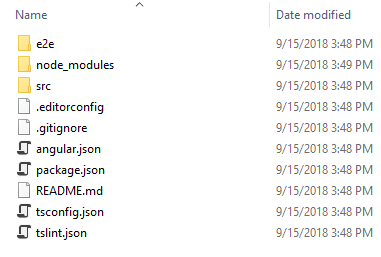 Name Date modified
e2e 9/15/2018 3:48 PM
node_modules 9/15/2018 3:49 PM
src 9/15/2018 3:48 PM
.editorconfig 9/15/2018 3:48 PM
.gitignore 9/15/2018 3:48 PM
angular.json 9/15/2018 3:48 PM
package.json 9/15/2018 3:48 PM
README.md 9/15/2018 3:48 PM
tsconfig.json 9/15/2018 3:48 PM
tslint.json 9/15/2018 3:48 PM